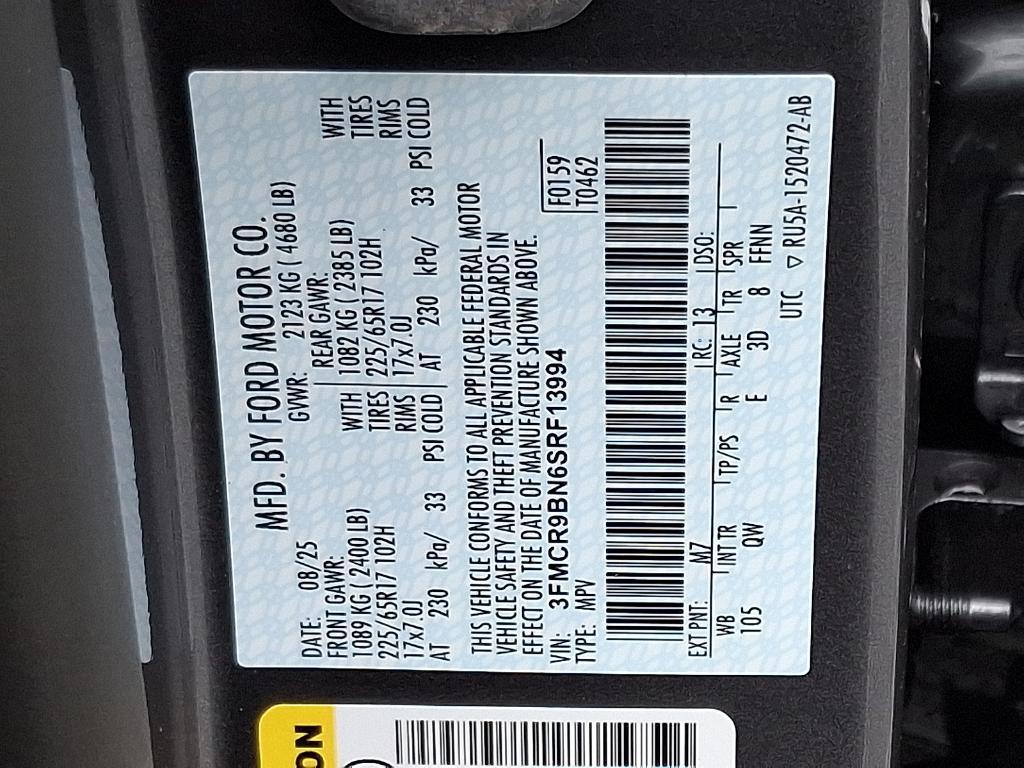 MFD. BY FORD MOTOR CO.
DATE: 08/25 GVWR: 2123 KG ( 4680 LB)
FRONT GAWR: REAR GAWR:
1089 KG ( 2400 LB) WITH 1082 KG ( 2385 LB) WITH
225/65R17 102H TIRES 225/65R17 102H TIRES
17x7.0J RIMS 17x7.0J RIMS
AT 230 kPa/ 33 PSI COLD AT 230 kPa/ 33 PSI COLD
THIS VEHICLE CONFORMS TO ALL APPLICABLE FEDERAL MOTOR
VEHICLE SAFETY AND THEFT PREVENTION STANDARDS IN
EFFECT ON THE DATE OF MANUFACTURE SHOWN ABOVE.
VIN: 3FMCR9BN6SRF13994 F0159
TYPE: MPV T0462
EXT PNT: M7 RC: 13 DSO:
WB INT TR TP/PS R AXLE TR SPR
105 QW E 3D 8 FFNN
UTC ▽ RU5A-1520472-AB
ON